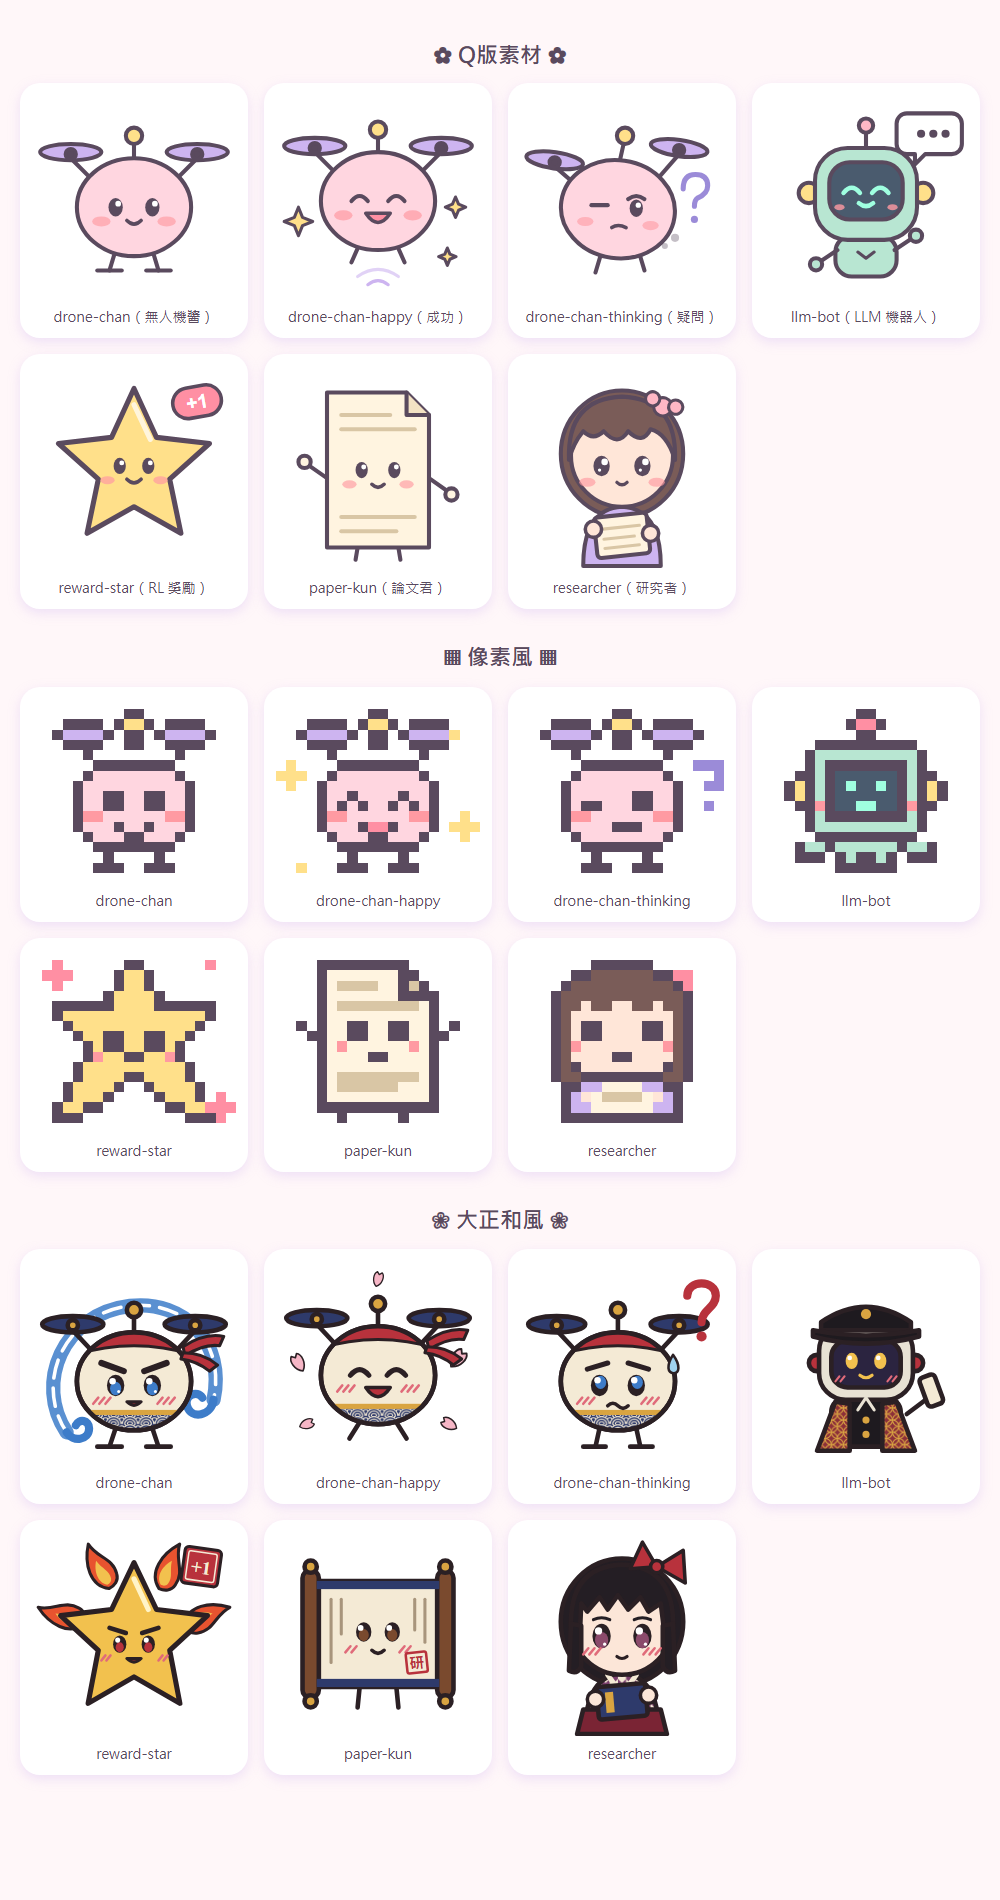 ✿ Q版素材 ✿
drone-chan（無人機醬）
drone-chan-happy（成功）
drone-chan-thinking（疑問）
llm-bot（LLM 機器人）
+1
reward-star（RL 獎勵）
paper-kun（論文君）
researcher（研究者）
▦ 像素風 ▦
drone-chan
drone-chan-happy
drone-chan-thinking
llm-bot
reward-star
paper-kun
researcher
❀ 大正和風 ❀
drone-chan
drone-chan-happy
drone-chan-thinking
llm-bot
+1
研
reward-star
paper-kun
researcher